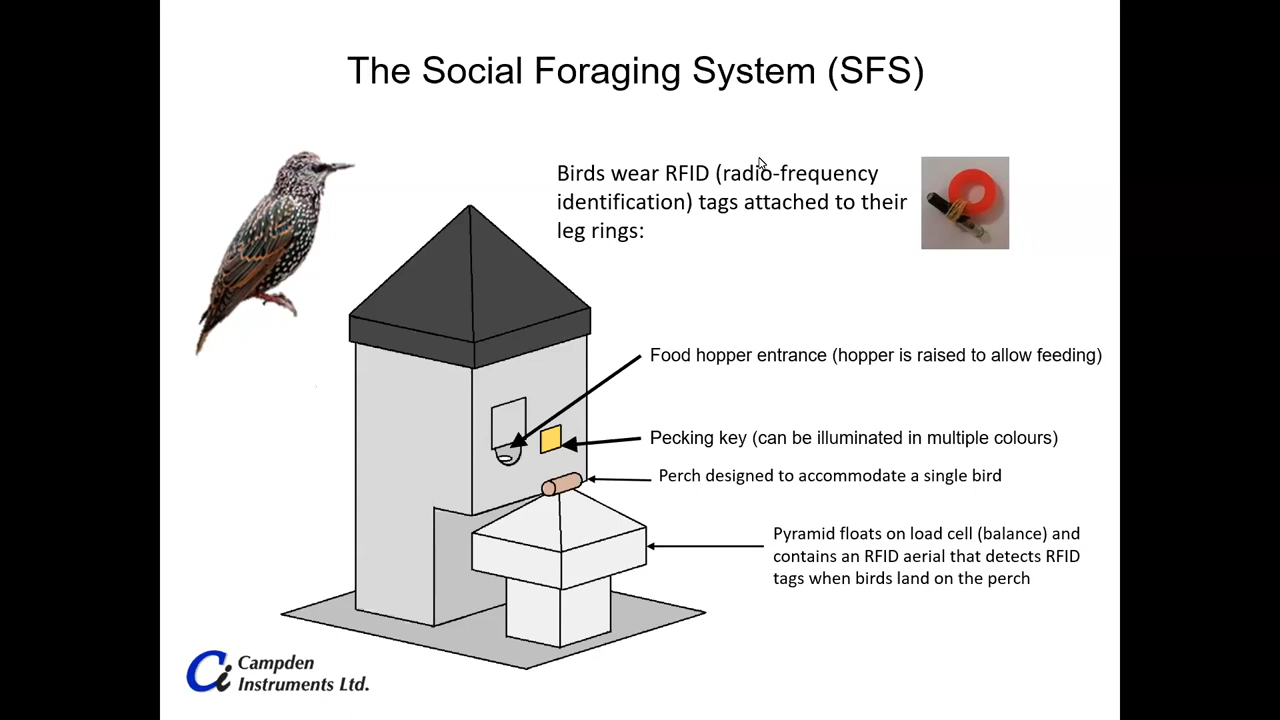 The Social Foraging System (SFS)
Birds wear RFID (radio-frequency
identification) tags attached to their
leg rings:
Food hopper entrance (hopper is raised to allow feeding)
Pecking key (can be illuminated in multiple colours)
Perch designed to accommodate a single bird
Pyramid floats on load cell (balance) and
contains an RFID aerial that detects RFID
tags when birds land on the perch
Ci Campden
Instruments Ltd.